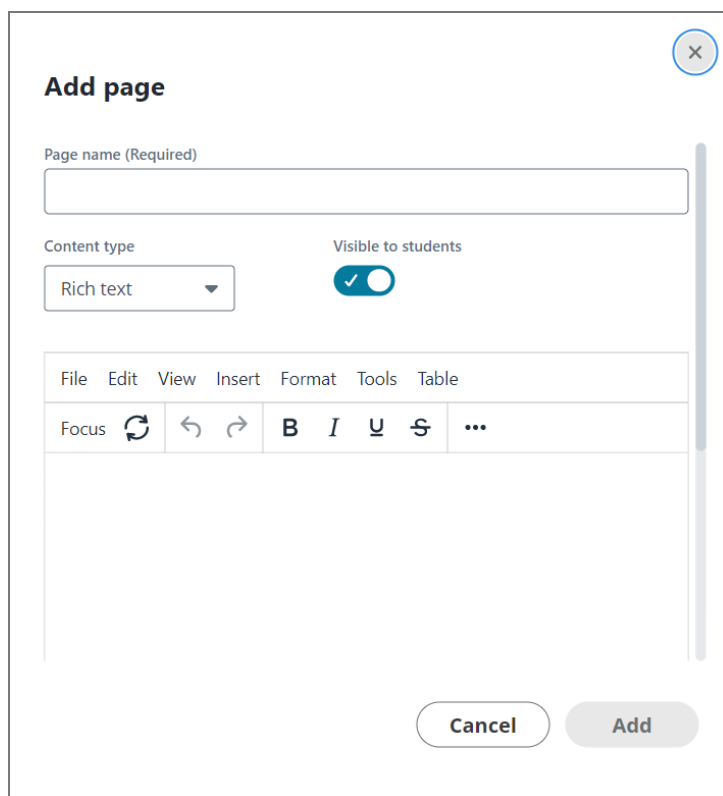 Add page
Page name (Required)
Content type Visible to students
Rich text
File Edit View Insert Format Tools Table
Focus B I U S
Cancel Add